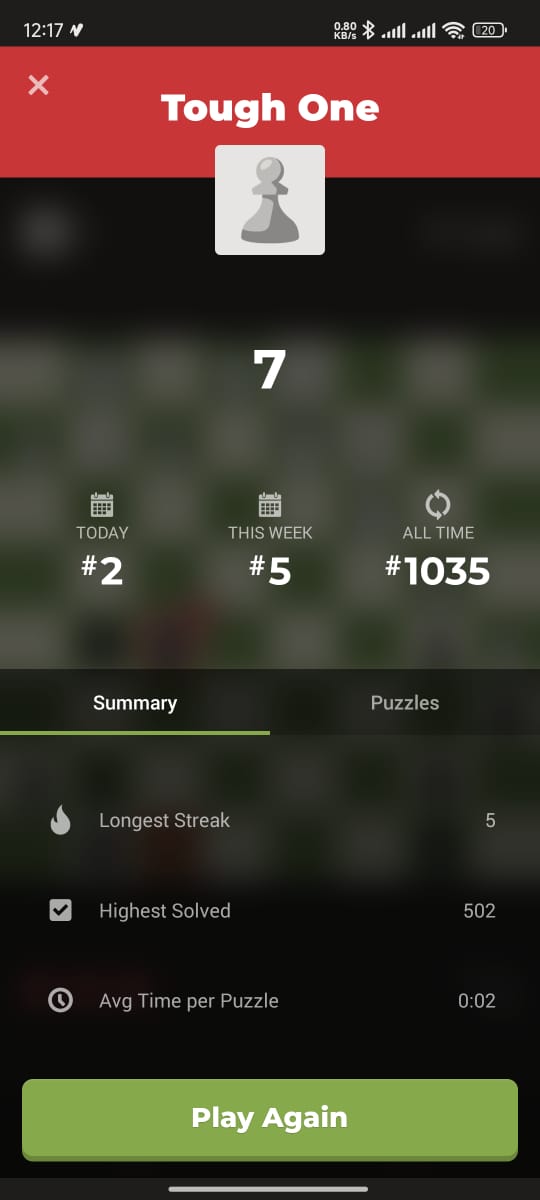 12:17
0.80
KB/s
20
Tough One
7
TODAY
THIS WEEK
ALL TIME
#2
#5
#1035
Summary
Puzzles
Longest Streak
5
Highest Solved
502
Avg Time per Puzzle
0:02
Play Again